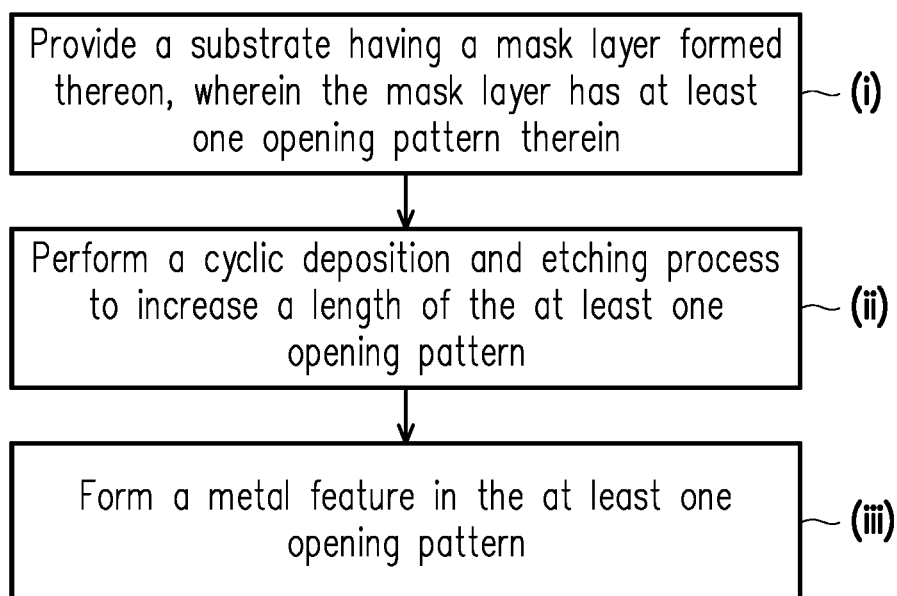 Provide a substrate having a mask layer formed
thereon, wherein the mask layer has at least
one opening pattern therein
(i)
Perform a cyclic deposition and etching process
to increase a length of the at least one
opening pattern
(ii)
Form a metal feature in the at least one
opening pattern
(iii)